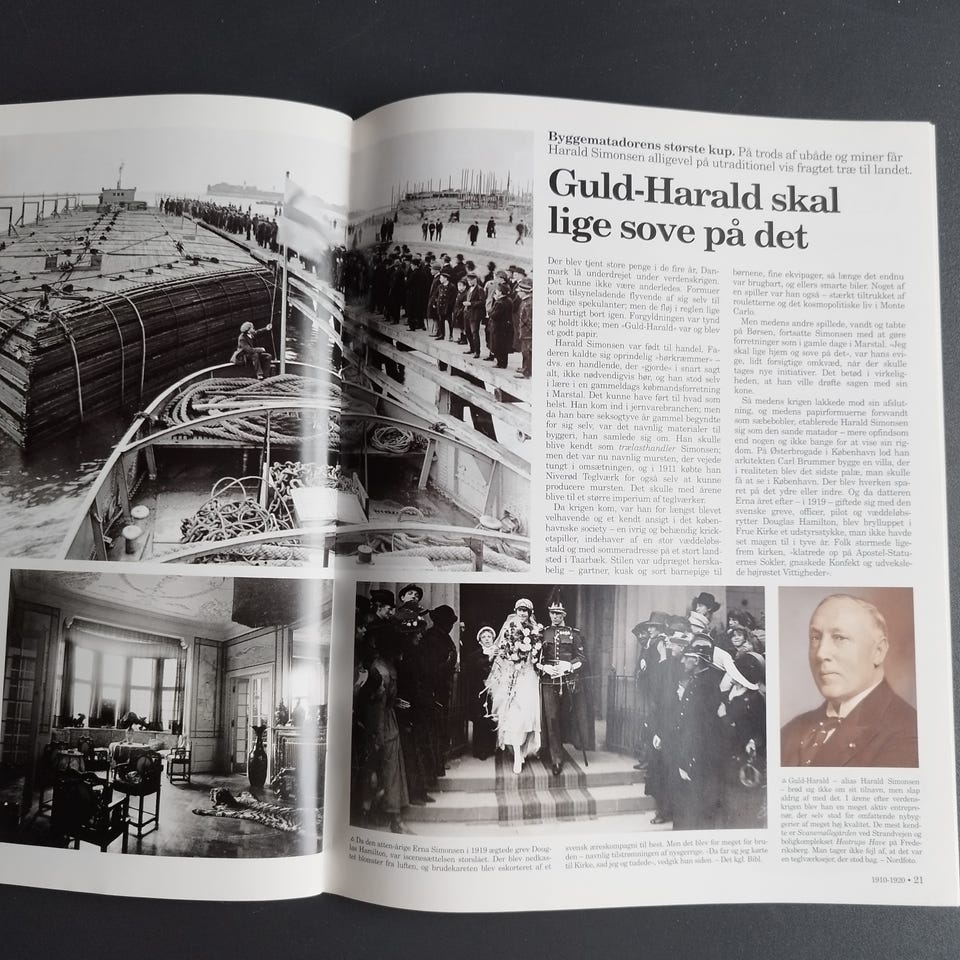 Byggematadorens største kup. På trods af ubåde og miner får
Harald Simonsen alligevel på utraditionel vis fragtet træ til landet.
Guld-Harald skal
lige sove på det
Der blev tjent store penge i de fire år, Dan-
mark lå underdrejet under verdenskrigen.
Det kunne ikke være anderledes. Formuer
kom tilsyneladende flyvende af sig selv til
heldige spekulanter; men de fløj i reglen lige
så hurtigt bort igen. Forgyldningen var tynd
og holdt ikke; men »Guld-Harald« var og blev
et godt papir.
Harald Simonsen var født til handel. Fa-
deren kaldte sig oprindelig »hørkræmmer« –
dvs. en handlende, der »gjorde« i snart sagt
alt, ikke nødvendigvis hør, og han stod selv
i lære i en gammeldags købmandsforretning
i Marstal. Det kunne have ført til hvad som
helst. Han kom ind i jernvarebranchen; men
da han bare seksogtyve år gammel begyndte
for sig selv, var det navnlig materialer til
byggeri, han samlede sig om. Han skulle
blive kendt som trælasthandler Simonsen;
men det var nu navnlig mursten, der vejede
tungt i omsætningen, og i 1911 købte han
Niverød Teglværk for også selv at kunne
producere mursten. Det skulle med årene
blive til et større imperium af teglværker.
Da krigen kom, var han for længst blevet
velhavende og et kendt ansigt i det køben-
havnske society – en ivrig og behændig krick-
etspiller, indehaver af en stor væddeløbs-
stald og med sommeradresse på et stort land-
sted i Taarbæk. Stilen var udpræget herska-
belig – gartner, kusk og sort barnepige til
børnene, fine ekvipager, så længe det endnu
var brugbart, og ellers smarte biler. Noget af
en spiller var han også – stærkt tiltrukket af
rouletterne og det kosmopolitiske liv i Monte
Carlo.
Men medens andre spillede, vandt og tabte
på Børsen, fortsatte Simonsen med at gøre
forretninger som i gamle dage i Marstal. »Jeg
skal lige hjem og sove på det«, var hans evi-
ge, lidt forsigtige omkvæd, når der skulle
tages nye initiativer. Det betød i virkelig-
heden, at han ville drøfte sagen med sin
kone.
Så medens krigen lakkede mod sin afslut-
ning, og medens papirformuerne forsvandt
som sæbebobler, etablerede Harald Simonsen
sig som den sande matador – mere opfindsom
end nogen og ikke bange for at vise sin rig-
dom. På Østerbrogade i København lod han
arkitekten Carl Brummer bygge en villa, der
i realiteten blev det sidste palæ, man skulle
få at se i København. Der blev hverken spa-
ret på det ydre eller indre. Og da datteren
Erna året efter – i 1919 – giftede sig med den
svenske greve, officer, pilot og væddeløbs-
rytter Douglas Hamilton, blev brylluppet i
Frue Kirke et udstyrsstykke, man ikke havde
set magen til i tyve år. Folk stormede lige-
frem kirken, »klatrede op på Apostel-Statu-
ernes Sokler, gnaskede Konfekt og udveksle-
de højrøstet Vittigheder«.
Da den atten-årige Erna Simonsen i 1919 ægtede grev Doug-
las Hamilton, var iscenesættelsen storslået. Der blev nedkas-
tet blomster fra luften, og brudekareten blev eskorteret af et
svensk æreskompagni til hest. Men det blev for meget for bru-
den – navnlig tilstrømningen af nysgerrige. »Da far og jeg kørte
til Kirke, sad jeg og tudede«, vedgik hun siden. – Det kgl. Bibl.
Guld-Harald – alias Harald Simonsen
– brød sig ikke om sit tilnavn, men slap
aldrig af med det. I årene efter verdens-
krigen blev han en meget aktiv entrepre-
nør, der selv stod for omfattende nybyg-
gerier af meget høj kvalitet. De mest kend-
te er Scanemøllegården ved Strandvejen og
boligkomplekset Hostrups Have på Frede-
riksberg. Man tager ikke fejl af, at det var
en teglværksejer, der stod bag. – Nordfoto.
1910-1920 • 21